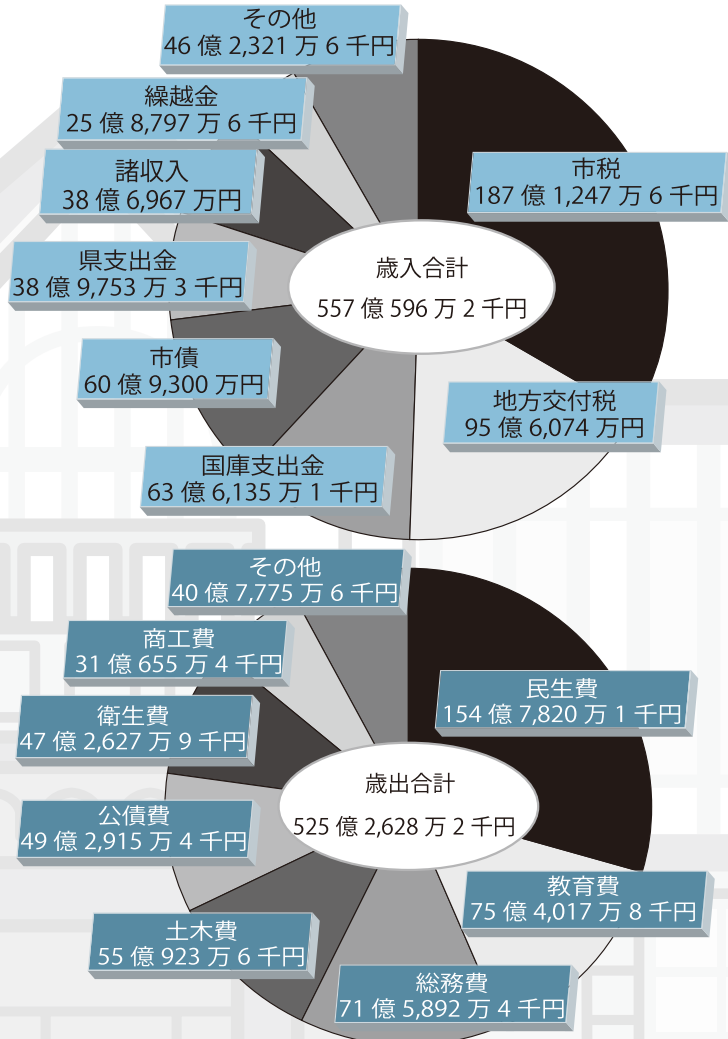 その他
46 億 2,321 万 6 千円
繰越金
25 億 8,797 万 6 千円
諸収入
38 億 6,967 万円
県支出金
38 億 9,753 万 3 千円
市債
60 億 9,300 万円
国庫支出金
63 億 6,135 万 1 千円
市税
187 億 1,247 万 6 千円
地方交付税
95 億 6,074 万円
歳入合計
557 億 596 万 2 千円
その他
40 億 7,775 万 6 千円
商工費
31 億 655 万 4 千円
衛生費
47 億 2,627 万 9 千円
公債費
49 億 2,915 万 4 千円
土木費
55 億 923 万 6 千円
総務費
71 億 5,892 万 4 千円
民生費
154 億 7,820 万 1 千円
教育費
75 億 4,017 万 8 千円
歳出合計
525 億 2,628 万 2 千円